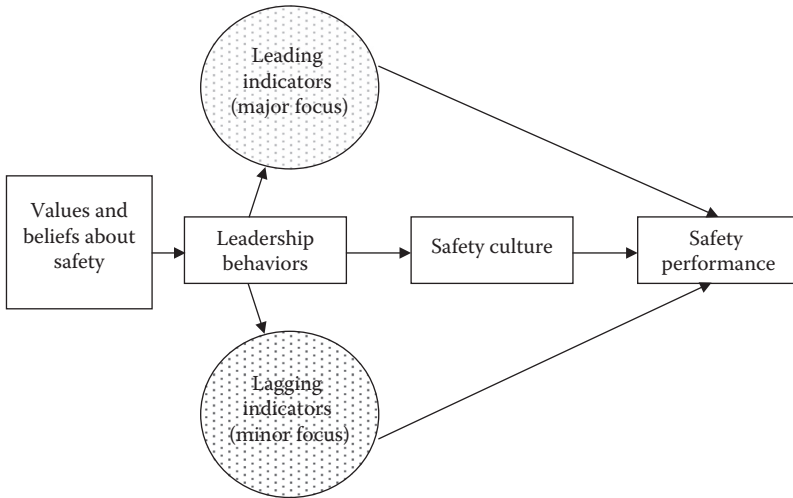 Leading
indicators
(major focus)
Values and
beliefs about
safety
Leadership
behaviors
Safety culture
Safety
performance
Lagging
indicators
(minor focus)